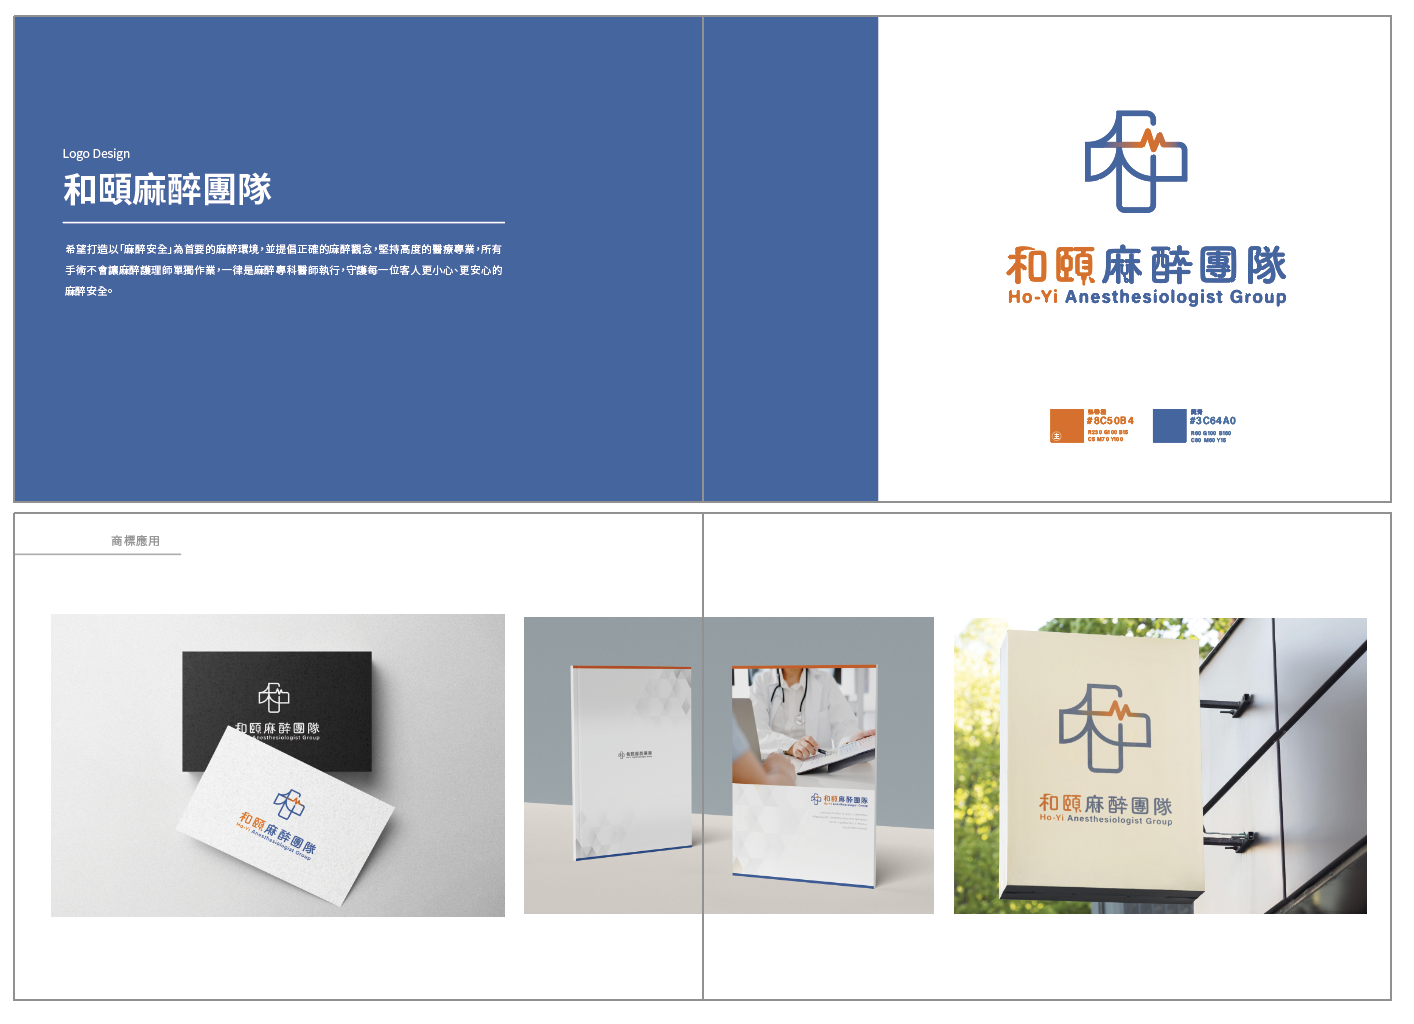 Logo Design
和頤麻醉團隊
希望打造以「麻醉安全」為首要的麻醉環境，並提倡正確的麻醉觀念，堅持高度的醫療專業，所有
手術不會讓麻醉護理師單獨作業，一律是麻醉專科醫師執行，守護每一位客人更小心、更安心的
麻醉安全。
和頤麻醉團隊
Ho-Yi Anesthesiologist Group
#8C50B4
R230 G100 B15
C5 M70 Y100
主
#3C64A0
R60 G100 B160
C80 M60 Y15
商標應用
和頤麻醉團隊
Anesthesiologist Group
和頤麻醉團隊
Ho-Yi Anesthesiologist Group
和頤麻醉團隊
和頤麻醉團隊
Ho-Yi Anesthesiologist Group
和頤麻醉團隊
Ho-Yi Anesthesiologist Group